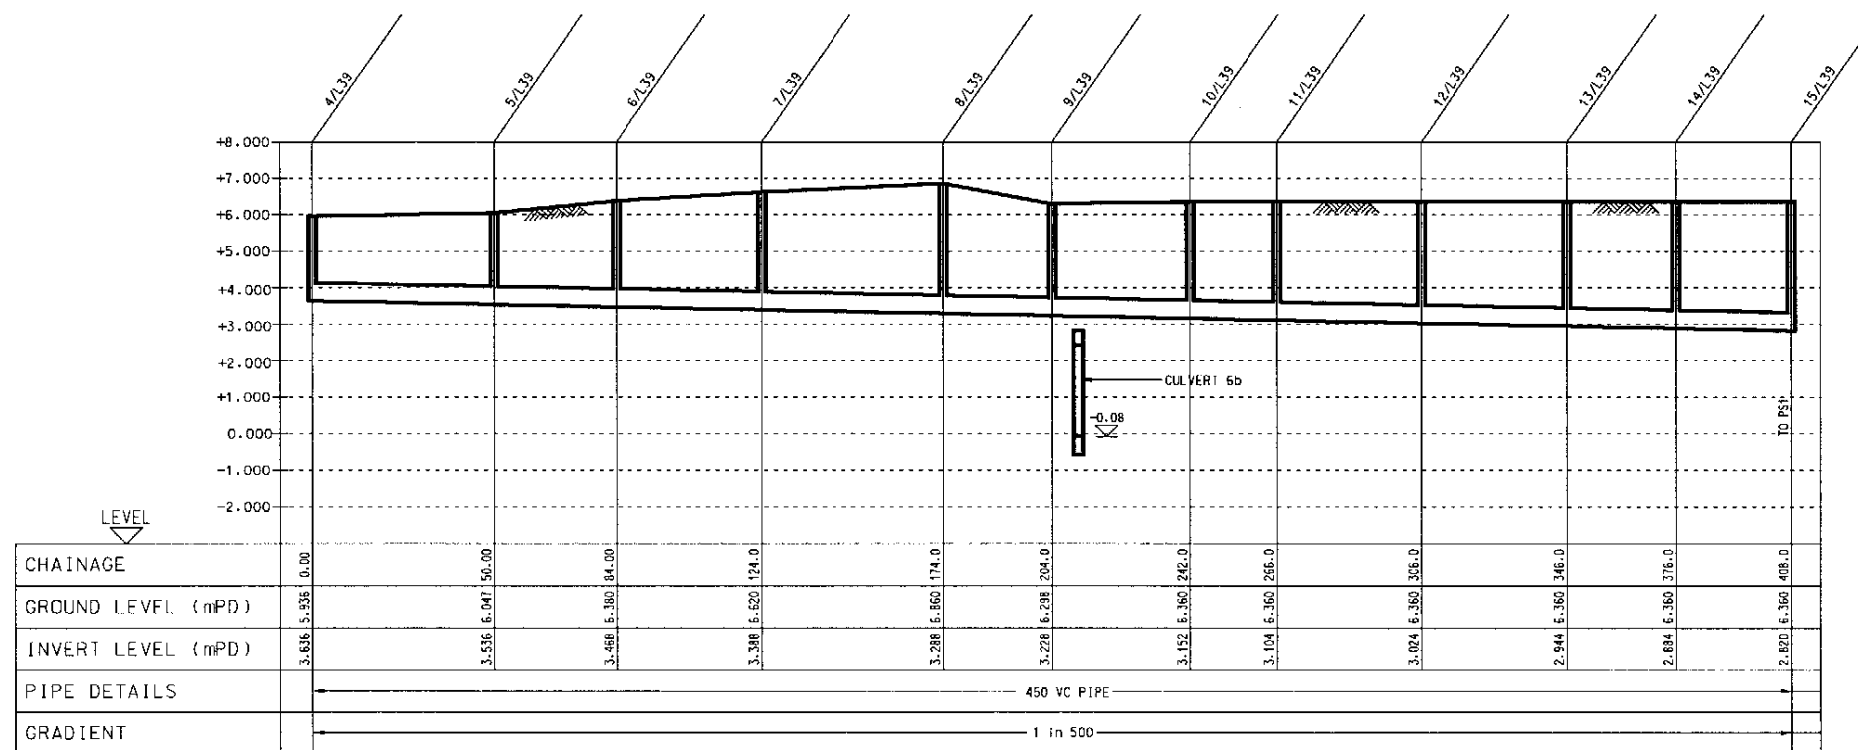 4/L39 5/L39 6/L39 7/L39 8/L39 9/L39 10/L39 11/L39 12/L39 13/L39 14/L39 15/L39
+8.000
+7.000
+6.000
+5.000
+4.000
+3.000
+2.000
CULVERT 6b
+1.000
-0.08
TO PS1
0.000
-1.000
-2.000
LEVEL
CHAINAGE 0.00 50.00 84.00 124.0 174.0 204.0 242.0 266.0 306.0 346.0 376.0 408.0
GROUND LEVEL (mPD) 5.936 6.047 6.380 6.620 6.860 6.298 6.360 6.360 6.360 6.360 6.360 6.360
INVERT LEVEL (mPD) 3.636 3.536 3.468 3.388 3.288 3.228 3.152 3.104 3.024 2.944 2.884 2.820
PIPE DETAILS 450 VC PIPE
GRADIENT 1 in 500